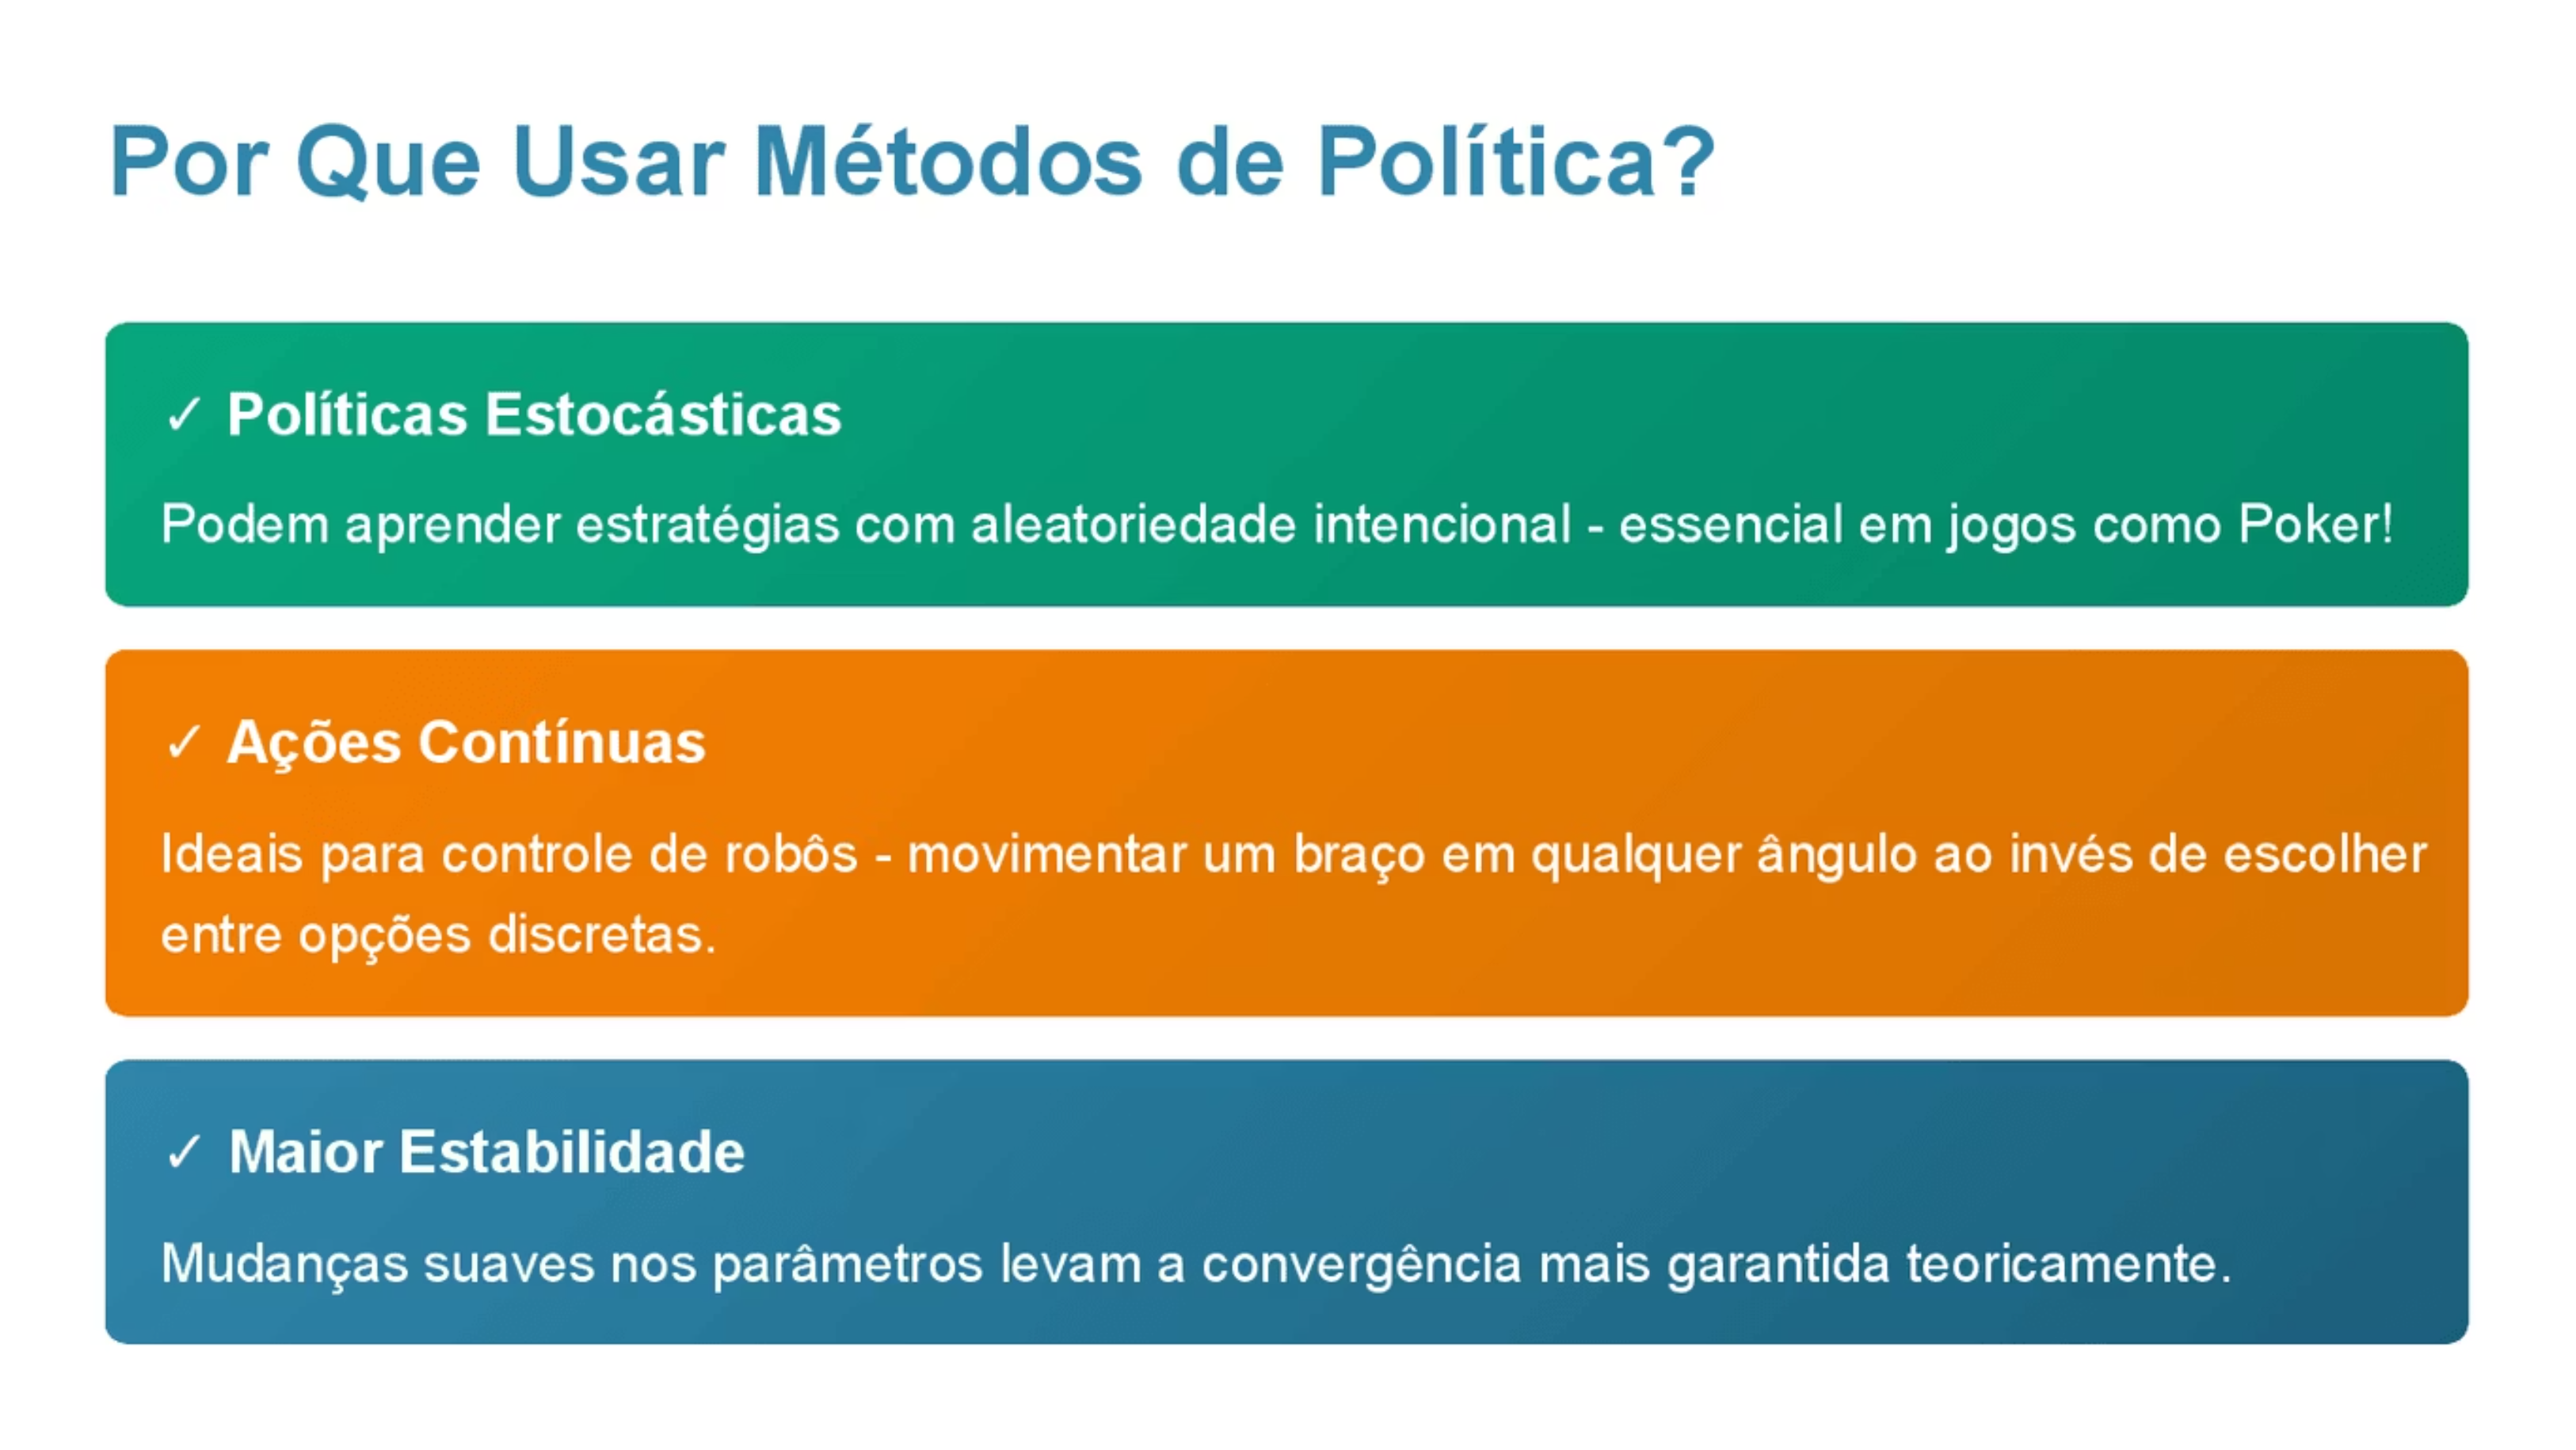 Por Que Usar Métodos de Política?
✓ Políticas Estocásticas
Podem aprender estratégias com aleatoriedade intencional - essencial em jogos como Poker!
✓ Ações Contínuas
Ideais para controle de robôs - movimentar um braço em qualquer ângulo ao invés de escolher
entre opções discretas.
✓ Maior Estabilidade
Mudanças suaves nos parâmetros levam a convergência mais garantida teoricamente.